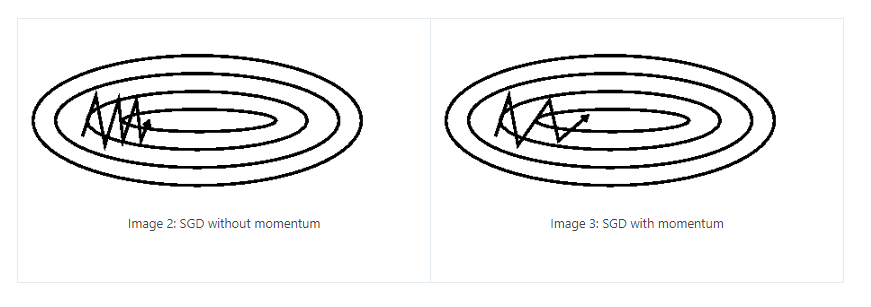 Image 2: SGD without momentum
Image 3: SGD with momentum